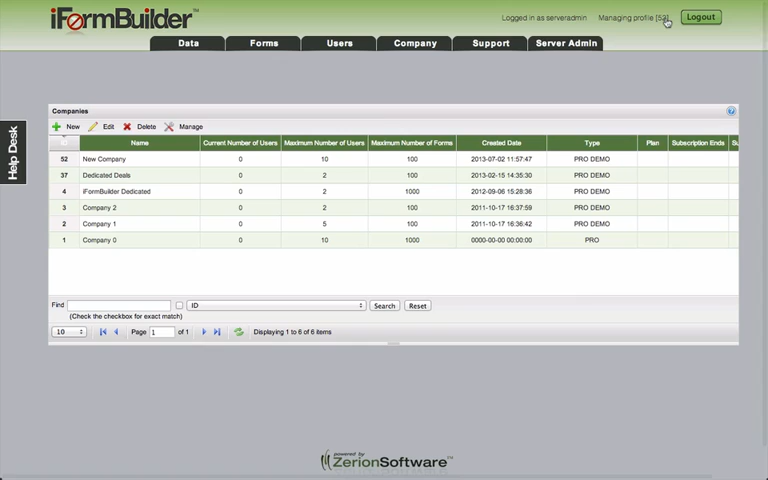 iFormBuilder™
Logged in as serveradmin
Managing profile [52]
Logout
Data
Forms
Users
Company
Support
Server Admin
Help Desk
Companies
New Edit Delete Manage
ID Name Current Number of Users Maximum Number of Users Maximum Number of Forms Created Date Type Plan Subscription Ends Su
52 New Company 0 10 100 2013-07-02 11:57:47 PRO DEMO
37 Dedicated Deals 0 2 100 2013-02-15 14:35:30 PRO DEMO
4 iFormBuilder Dedicated 0 2 1000 2012-09-06 15:28:36 PRO DEMO
3 Company 2 0 2 100 2011-10-17 16:37:59 PRO DEMO
2 Company 1 0 5 100 2011-10-17 16:36:42 PRO DEMO
1 Company 0 0 10 1000 0000-00-00 00:00:00 PRO
Find ID Search Reset
(Check the checkbox for exact match)
10 Page 1 of 1 Displaying 1 to 6 of 6 items
powered by
ZerionSoftware™